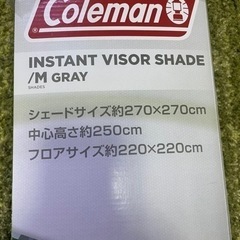 Coleman
INSTANT VISOR SHADE
/M GRAY
SHADES
シェードサイズ約270×270cm
中心高さ約250cm
フロアサイズ約220×220cm